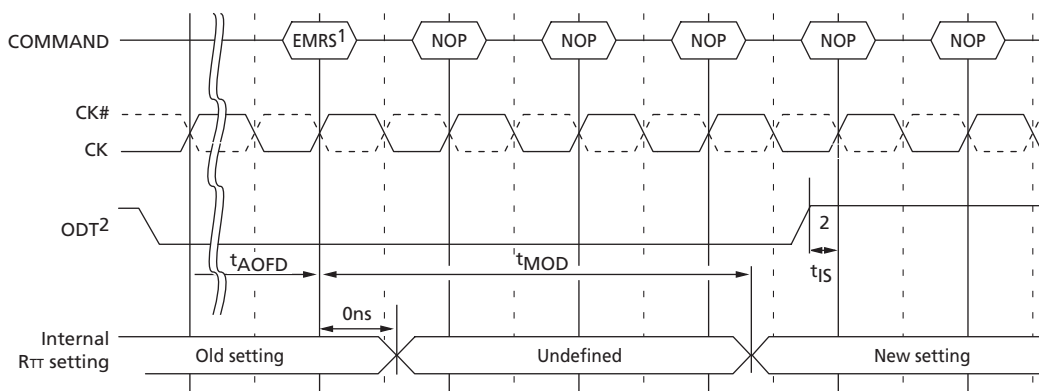 COMMAND EMRS1 NOP NOP NOP NOP NOP
CK#
CK
ODT2
2
tAOFD tMOD tIS
0ns
Internal
RTT setting Old setting Undefined New setting